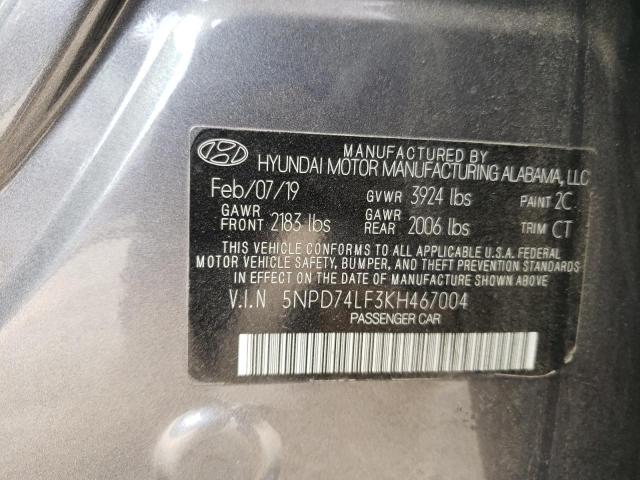 MANUFACTURED BY
HYUNDAI MOTOR MANUFACTURING ALABAMA, LLC
Feb/07/19 GVWR 3924 lbs PAINT 2C
GAWR FRONT 2183 lbs GAWR REAR 2006 lbs TRIM CT
THIS VEHICLE CONFORMS TO ALL APPLICABLE U.S.A. FEDERAL
MOTOR VEHICLE SAFETY, BUMPER, AND THEFT PREVENTION STANDARDS
IN EFFECT ON THE DATE OF MANUFACTURE SHOWN ABOVE.
V.I.N 5NPD74LF3KH467004
PASSENGER CAR